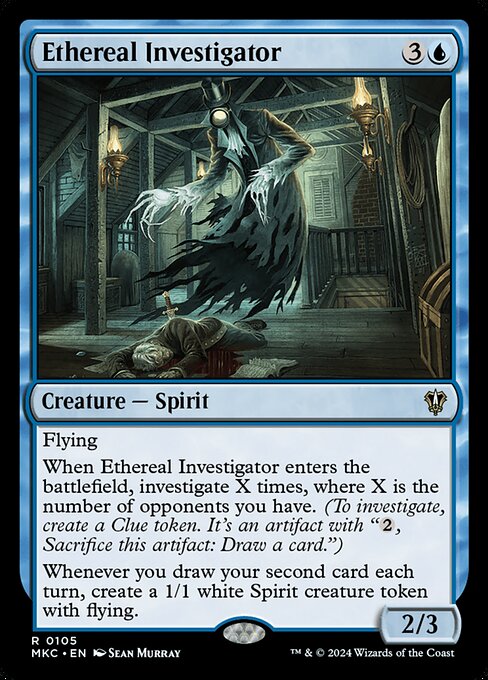 Ethereal Investigator 3
Creature — Spirit
Flying
When Ethereal Investigator enters the
battlefield, investigate X times, where X is the
number of opponents you have. (To investigate,
create a Clue token. It's an artifact with “2,
Sacrifice this artifact: Draw a card.”)
Whenever you draw your second card each
turn, create a 1/1 white Spirit creature token
with flying.
2/3
R 0105
MKC • EN Sean Murray
™ & © 2024 Wizards of the Coast